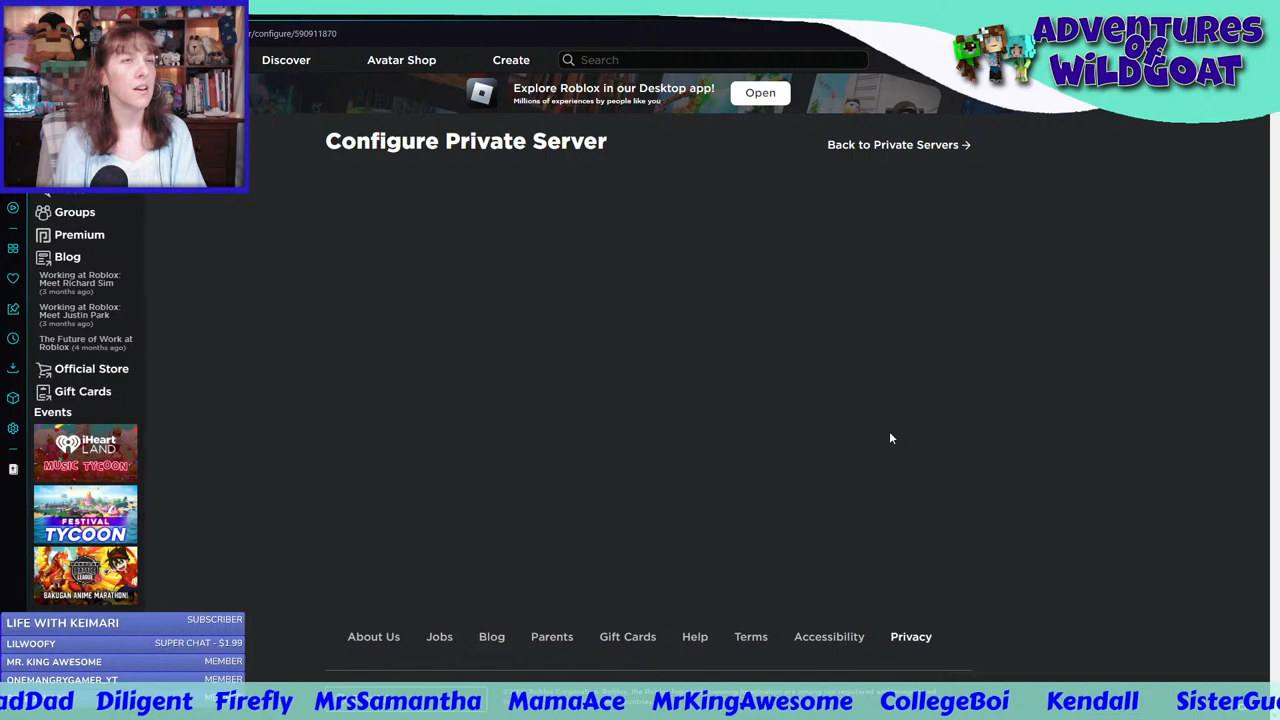 r/configure/590911870
ADVENTURES
OF
WILDGOAT
Discover
Avatar Shop
Create
Search
Explore Roblox in our Desktop app!
Millions of experiences by people like you
Open
Configure Private Server
Back to Private Servers →
Groups
Premium
Blog
Working at Roblox:
Meet Richard Sim
(3 months ago)
Working at Roblox:
Meet Justin Park
(3 months ago)
The Future of Work at
Roblox (4 months ago)
Official Store
Gift Cards
Events
iHeart
LAND
MUSIC TYCOON
FESTIVAL
TYCOON
BAKUGAN ANIME MARATHON!
About Us
Jobs
Blog
Parents
Gift Cards
Help
Terms
Accessibility
Privacy
LIFE WITH KEIMARI SUBSCRIBER
LILWOOFY SUPER CHAT - $1.99
MR. KING AWESOME MEMBER
ONEMANGRYGAMER_YT MEMBER
adDad Diligent Firefly MrsSamantha MamaAce MrKingAwesome CollegeBoi Kendall SisterGu